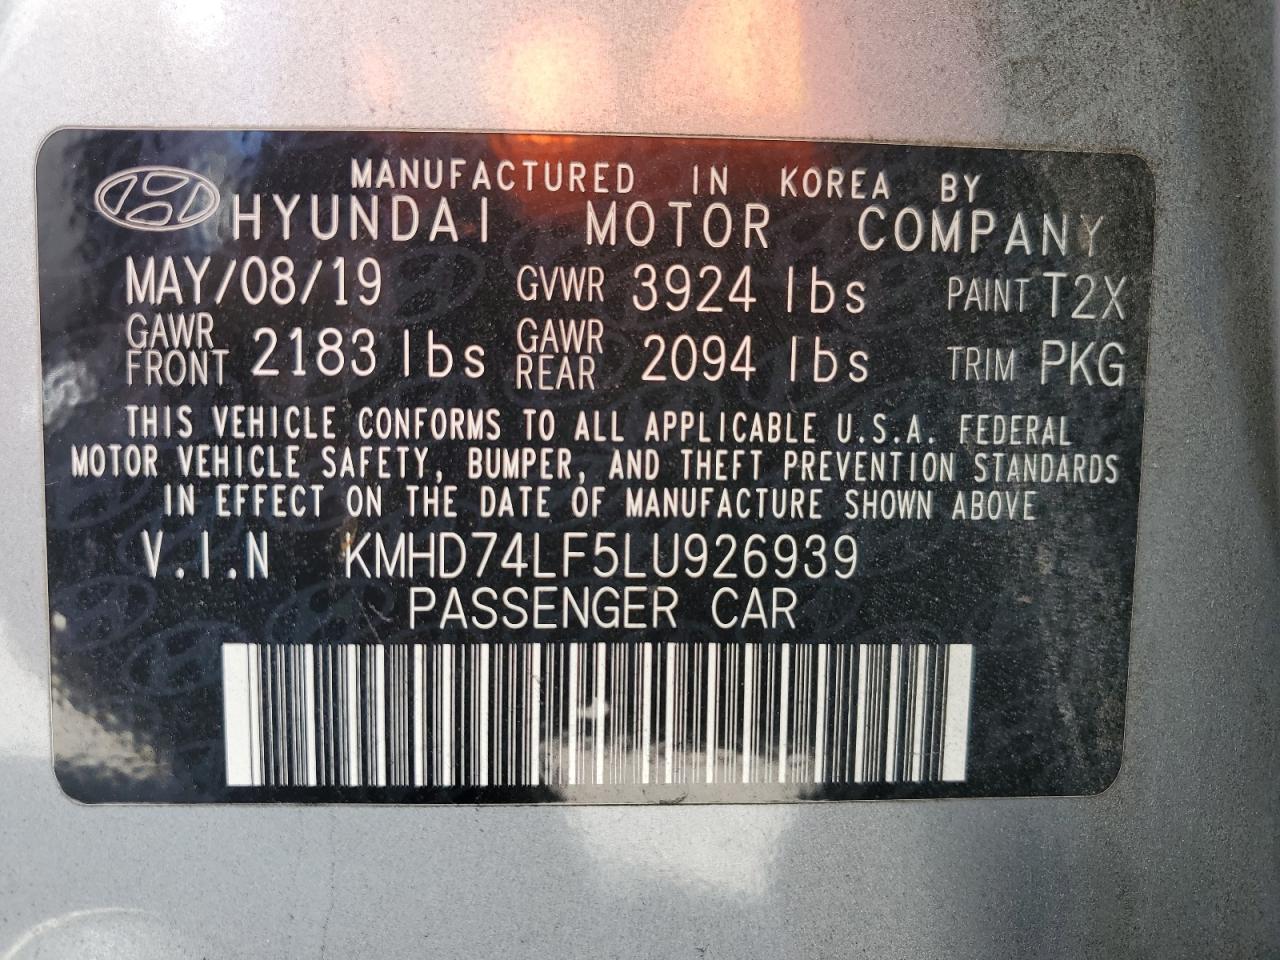 MANUFACTURED IN KOREA BY
HYUNDAI MOTOR COMPANY
MAY/08/19 GVWR 3924 lbs PAINT T2X
GAWR FRONT 2183 lbs GAWR REAR 2094 lbs TRIM PKG
THIS VEHICLE CONFORMS TO ALL APPLICABLE U.S.A. FEDERAL
MOTOR VEHICLE SAFETY, BUMPER, AND THEFT PREVENTION STANDARDS
IN EFFECT ON THE DATE OF MANUFACTURE SHOWN ABOVE
V.I.N KMHD74LF5LU926939
PASSENGER CAR